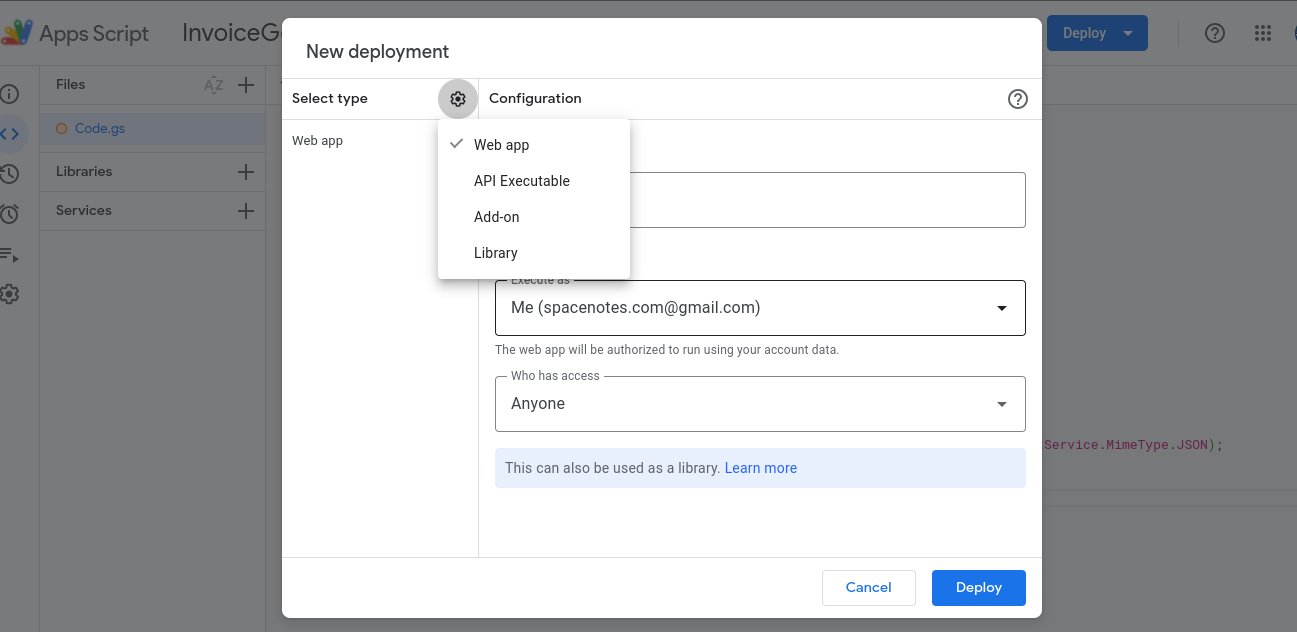 Apps Script
InvoiceGe
Deploy
New deployment
Files
Select type
Configuration
Code.gs
Web app
Web app
API Executable
Libraries
Add-on
Services
Library
Execute as
Me (spacenotes.com@gmail.com)
The web app will be authorized to run using your account data.
Who has access
Anyone
Service.MimeType.JSON);
This can also be used as a library. Learn more
Cancel
Deploy